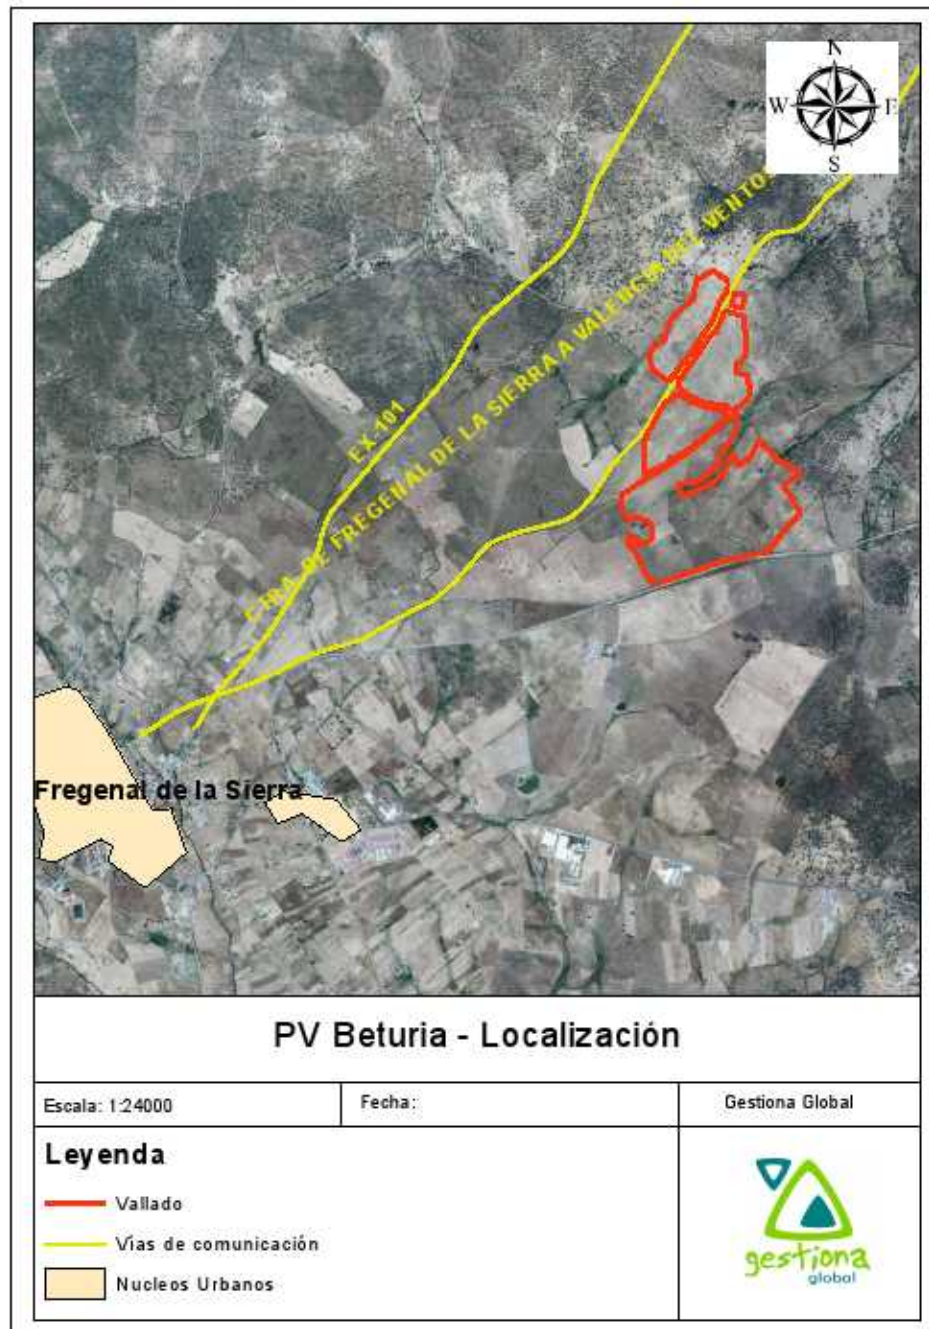 N
W E
S
EX-101
CTRA DE FREGENAL DE LA SIERRA A VALENCIA DEL VENTOS
Fregenal de la Sierra
PV Beturia - Localización
Escala: 1:24000
Fecha:
Gestiona Global
Leyenda
Vallado
Vías de comunicación
Nucleos Urbanos
gestiona
global